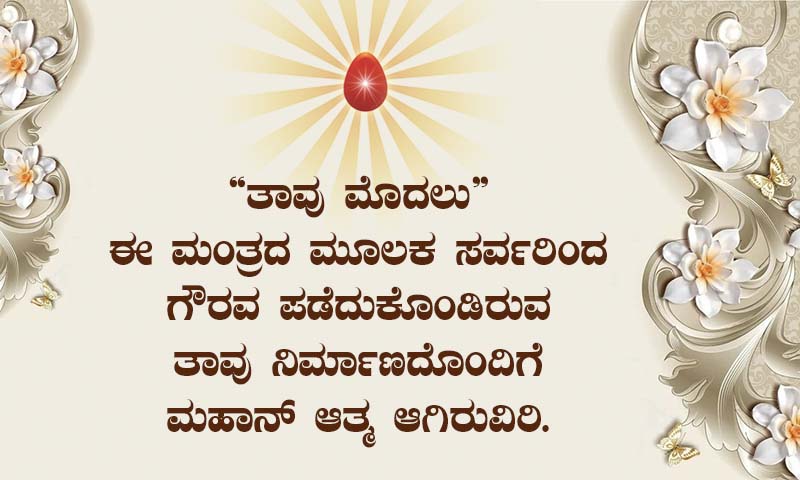 “ತಾವು ಮೊದಲು”
ಈ ಮಂತ್ರದ ಮೂಲಕ ಸರ್ವರಿಂದ
ಗೌರವ ಪಡೆದುಕೊಂಡಿರುವ
ತಾವು ನಿರ್ಮಾಣದೊಂದಿಗೆ
ಮಹಾನ್ ಆತ್ಮ ಆಗಿರುವಿರಿ.